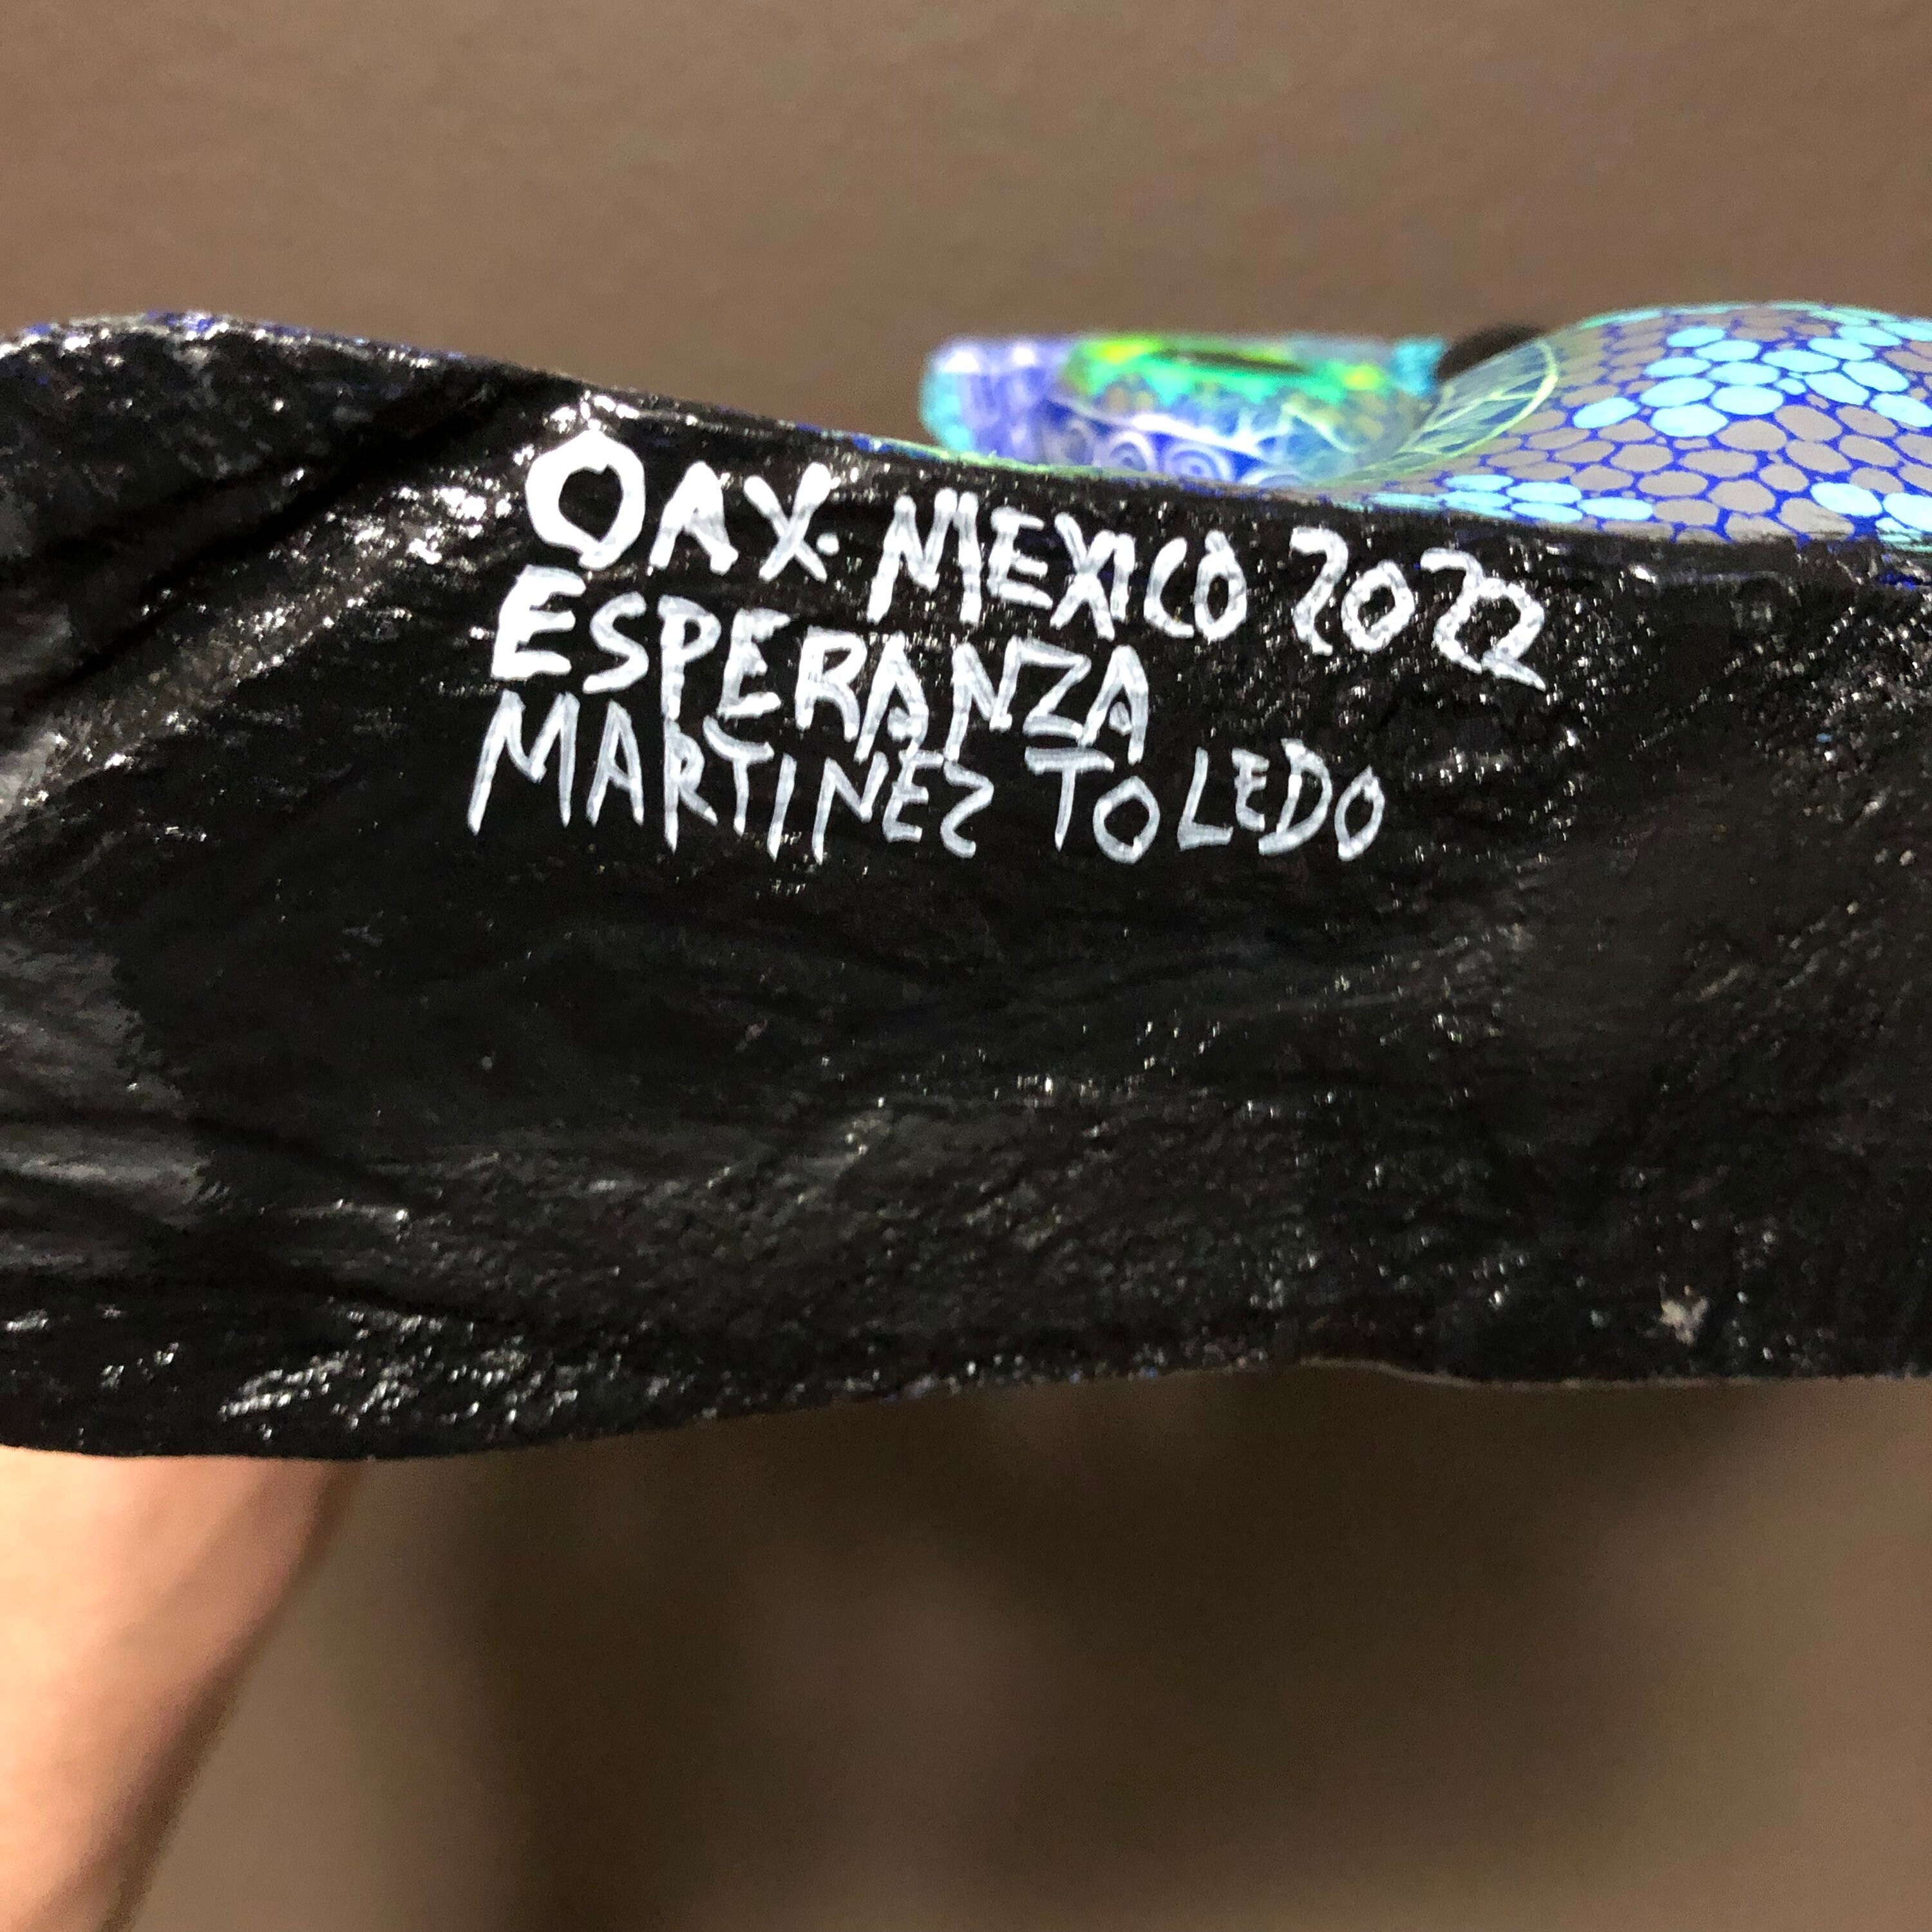 OAX. MEXICO 2022
ESPERANZA
MARTINEZ TOLEDO